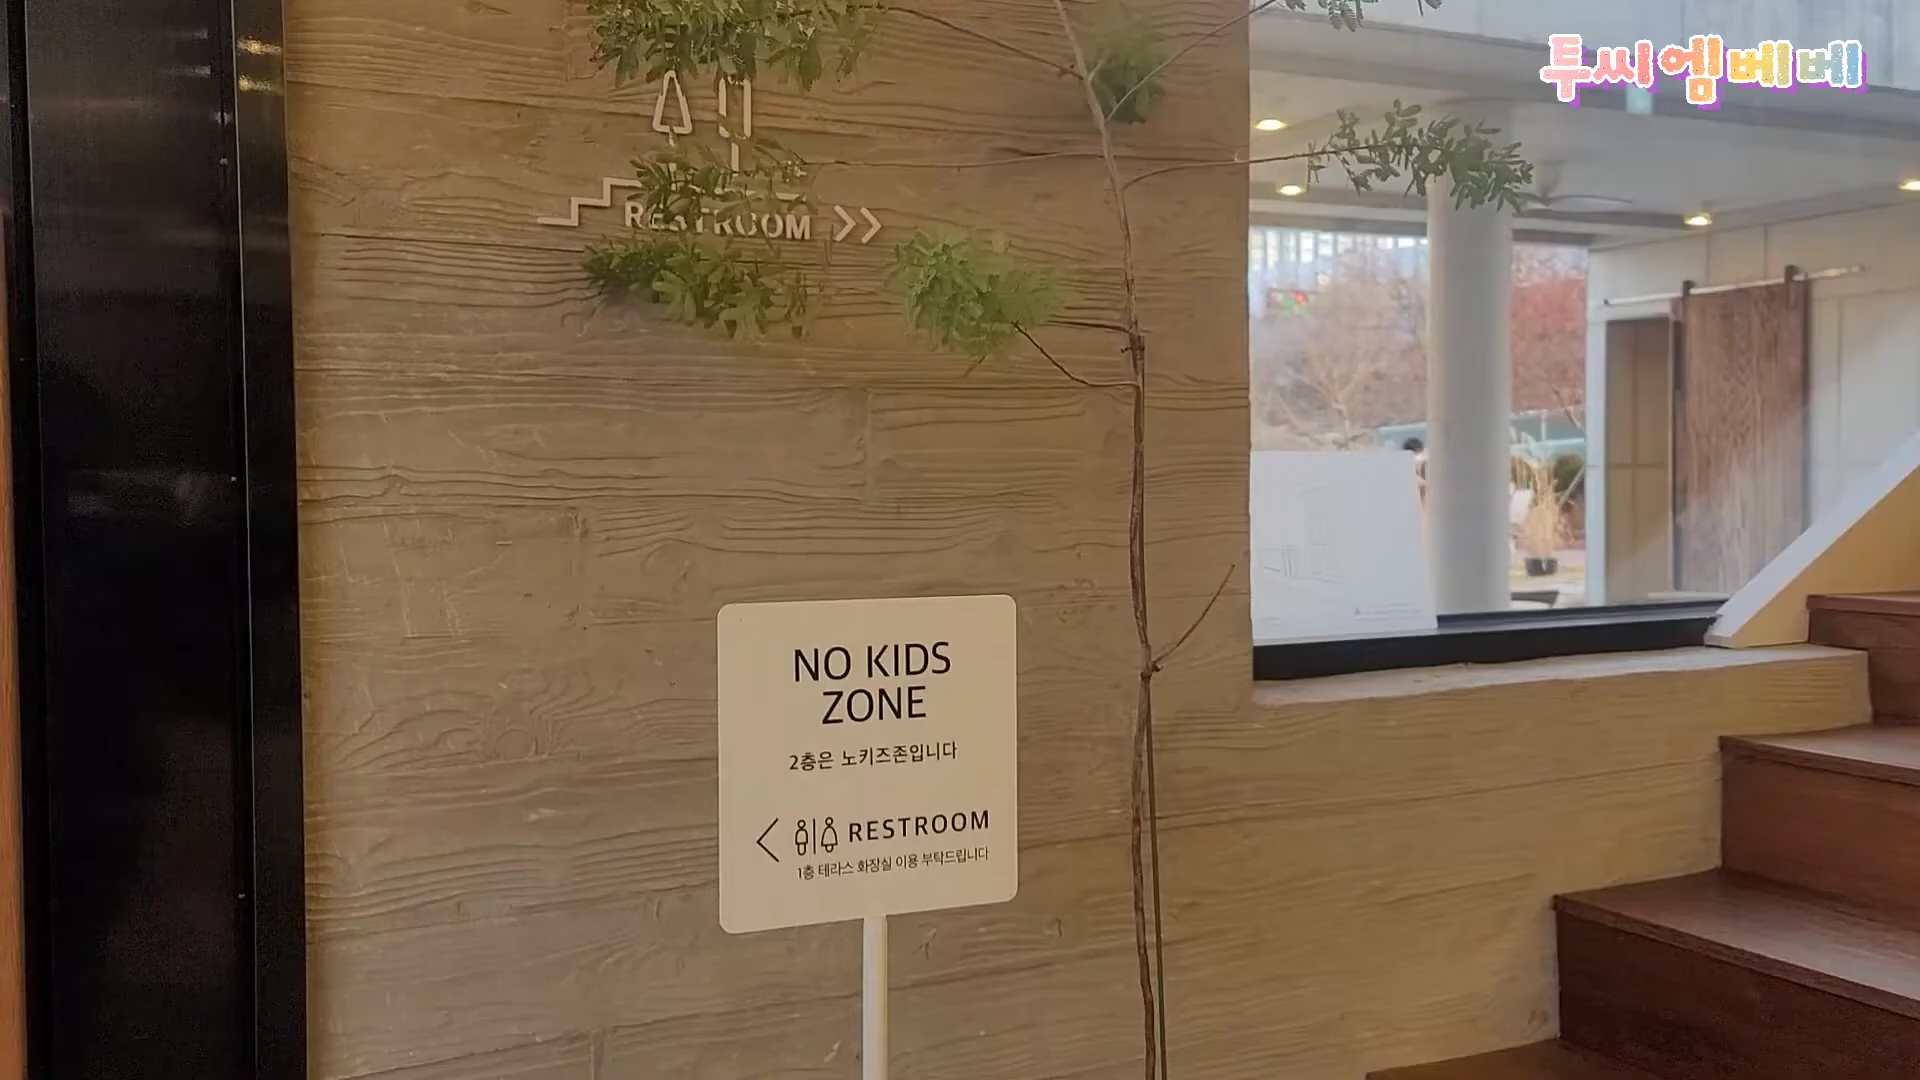 투씨엠베베
RESTROOM >>
NO KIDS
ZONE
2층은 노키즈존입니다
< RESTROOM
1층 테라스 화장실 이용 부탁드립니다